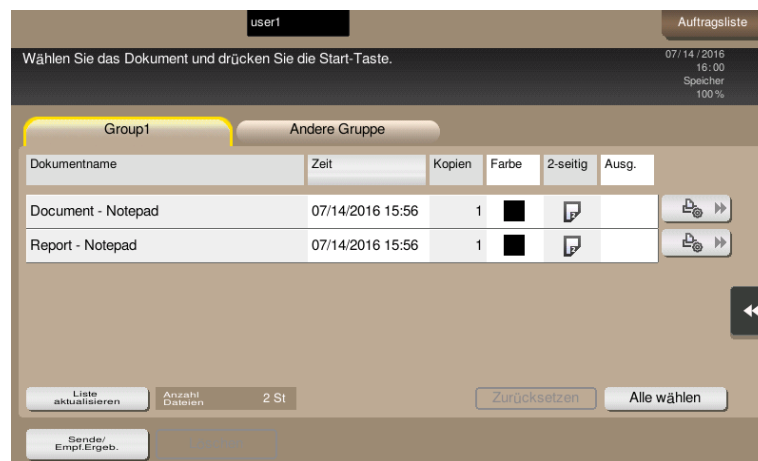 user1
Auftragsliste
Wählen Sie das Dokument und drücken Sie die Start-Taste.
07/14/2016
16:00
Speicher
100 %
Group1
Andere Gruppe
Dokumentname Zeit Kopien Farbe 2-seitig Ausg.
Document - Notepad 07/14/2016 15:56 1
Report - Notepad 07/14/2016 15:56 1
Liste
aktualisieren
Anzahl
Dateien
2 St
Zurücksetzen
Alle wählen
Sende/
Empf.Ergeb.